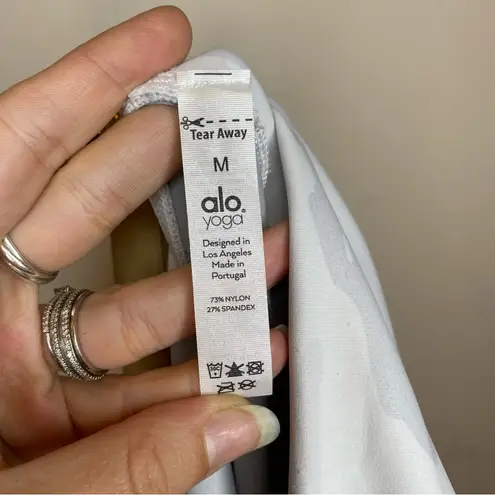 Tear Away
M
alo
yoga
Designed in
Los Angeles
Made in
Portugal
73% NYLON
27% SPANDEX